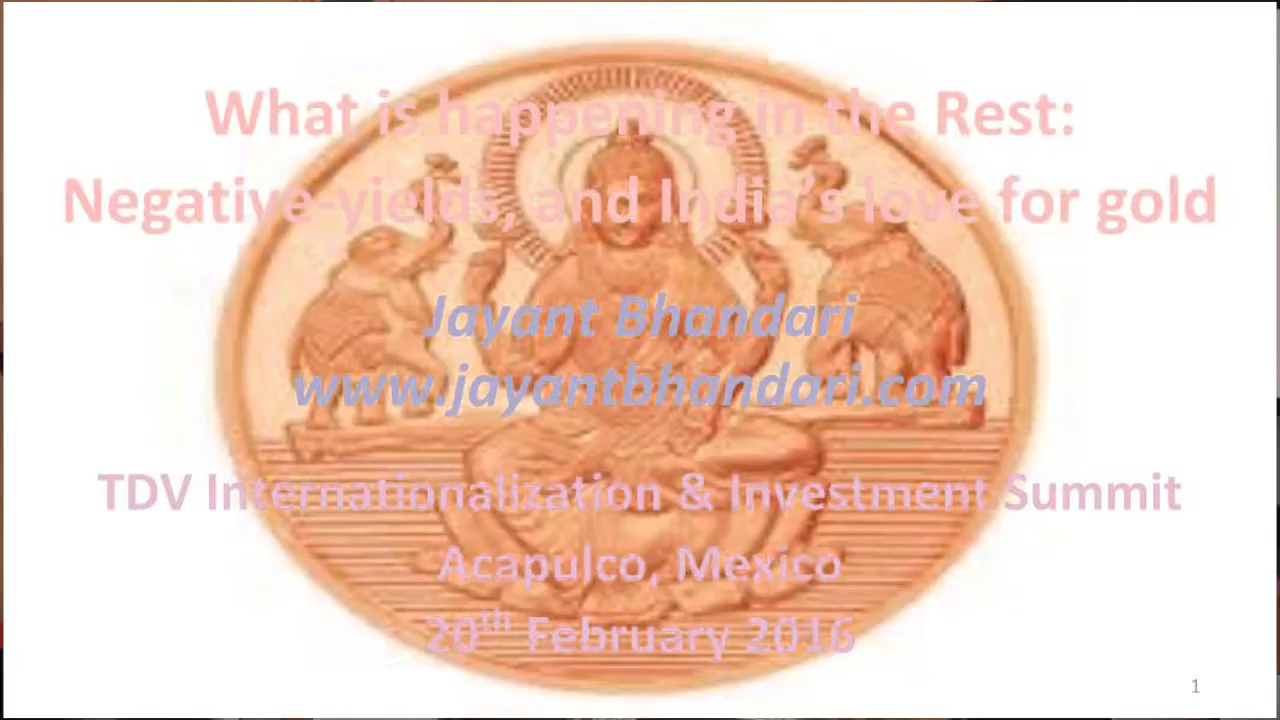 What is happening in the Rest:
Negative-yields, and India's love for gold
Jayant Bhandari
www.jayantbhandari.com
TDV Internationalization & Investment Summit
Acapulco, Mexico
20th February 2016
1